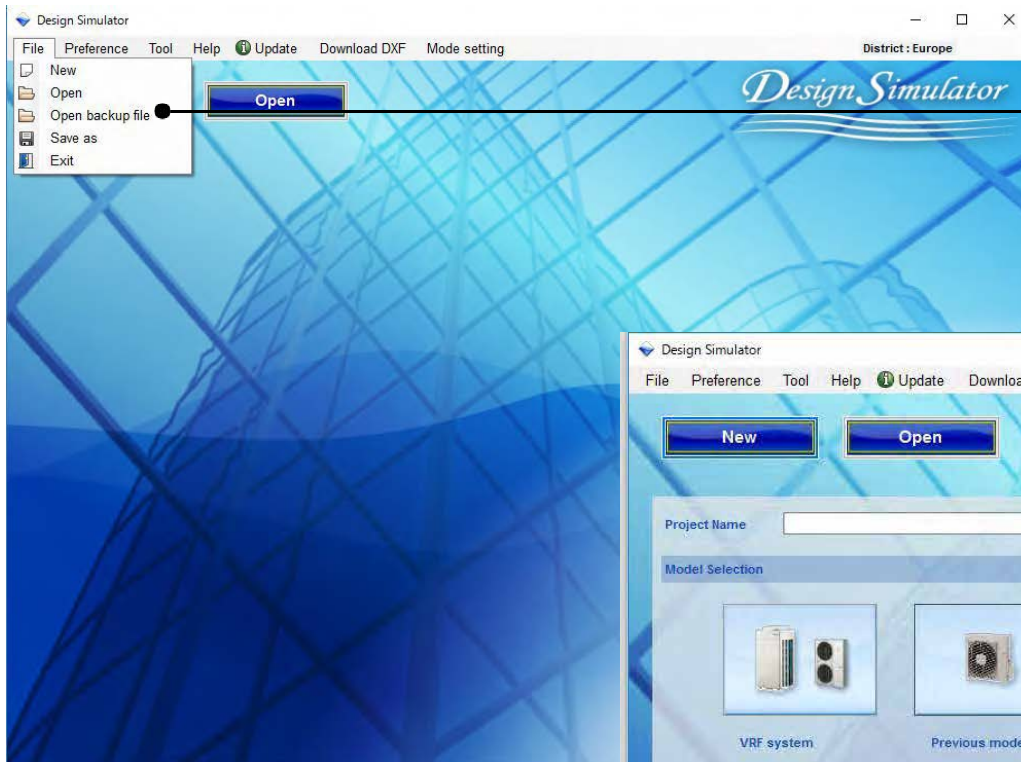 Design Simulator
File Preference Tool Help Update Download DXF Mode setting District : Europe
New
Open
Open backup file
Save as
Exit
Open
Design Simulator
Design Simulator
File Preference Tool Help Update
New Open
Project Name
Model Selection
VRF system Previous